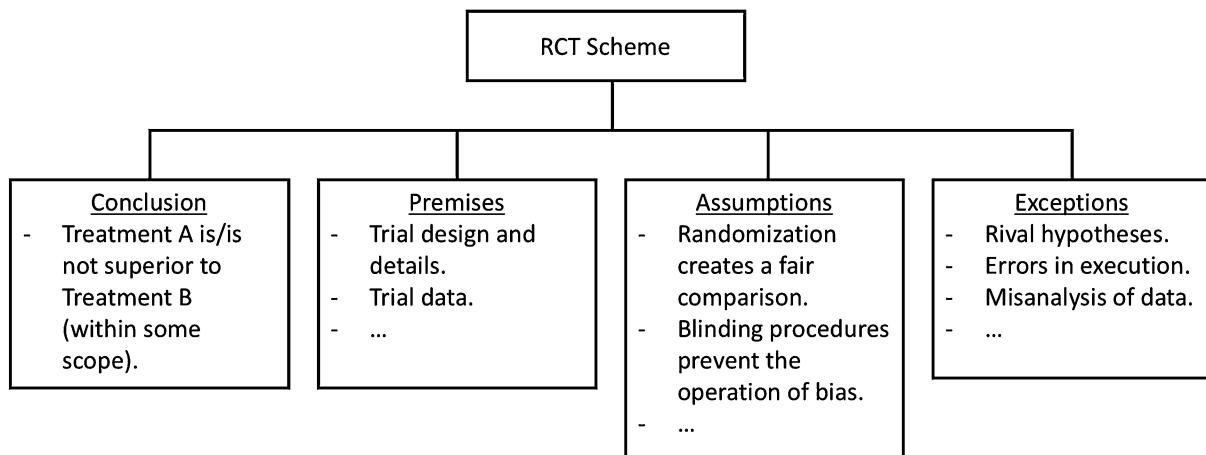 RCT Scheme
Conclusion
- Treatment A is/is
not superior to
Treatment B
(within some
scope).
Premises
- Trial design and
details.
- Trial data.
- ...
Assumptions
- Randomization
creates a fair
comparison.
- Blinding procedures
prevent the
operation of bias.
- ...
Exceptions
- Rival hypotheses.
- Errors in execution.
- Misanalysis of data.
- ...